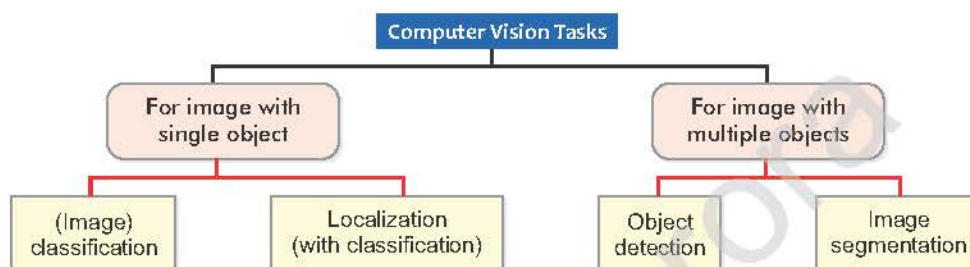 Computer Vision Tasks
For image with
single object
For image with
multiple objects
(Image)
classification
Localization
(with classification)
Object
detection
Image
segmentation